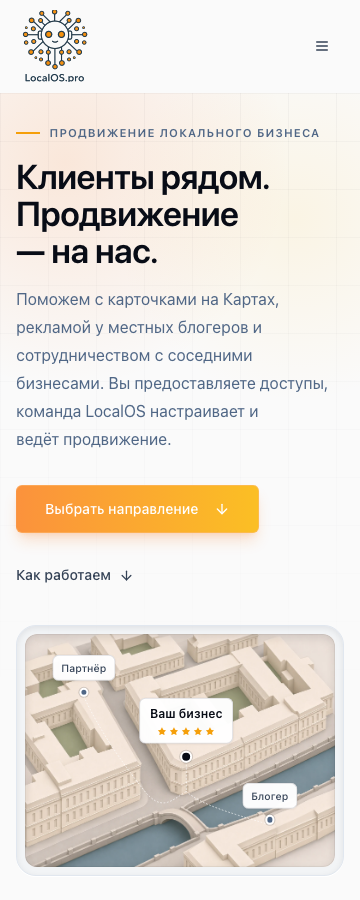 LocalOS.pro
ПРОДВИЖЕНИЕ ЛОКАЛЬНОГО БИЗНЕСА
Клиенты рядом.
Продвижение
— на нас.
Поможем с карточками на Картах,
рекламой у местных блогеров и
сотрудничеством с соседними
бизнесами. Вы предоставляете доступы,
команда LocalOS настраивает и
ведёт продвижение.
Выбрать направление ↓
Как работаем ↓
Партнёр
Ваш бизнес
★★★★★
Блогер